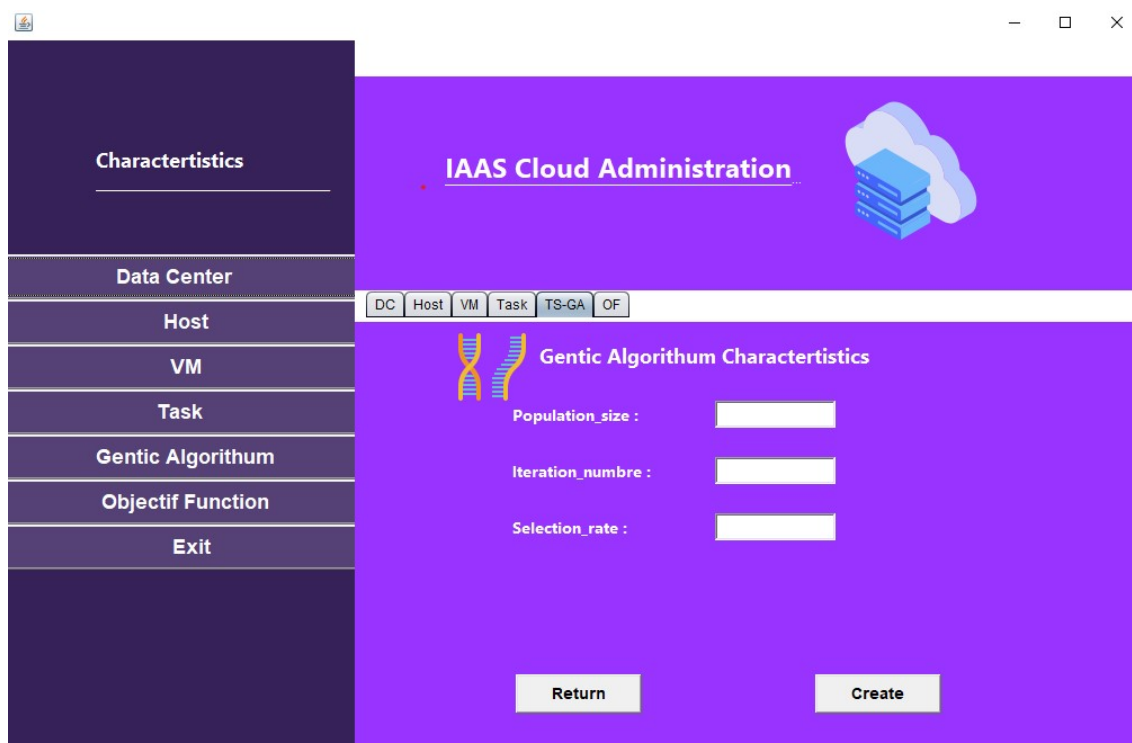 Charactertistics
Data Center
Host
VM
Task
Gentic Algorithum
Objectif Function
Exit
IAAS Cloud Administration...
DC Host VM Task TS-GA OF
Gentic Algorithum Charactertistics
Population_size :
Iteration_numbre :
Selection_rate :
Return Create